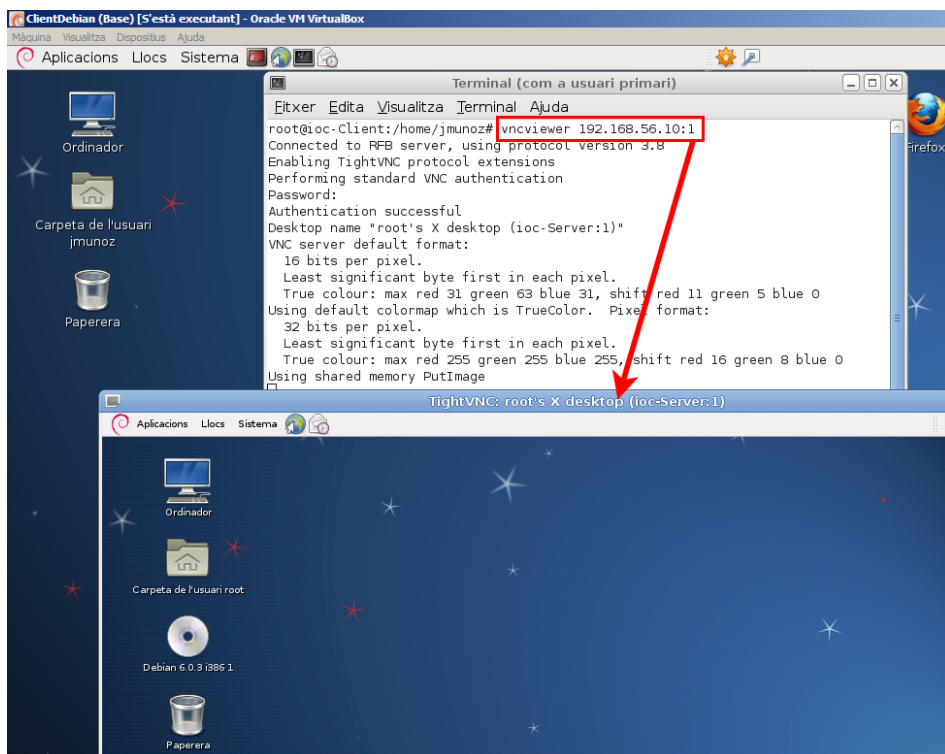 ClientDebian (Base) [S'està executant] - Oracle VM VirtualBox
Màquina Visualitza Dispositius Ajuda
Aplicacions Llocs Sistema
Ordinador
Carpeta de l'usuari
jmunoz
Paperera
Firefox
Terminal (com a usuari primari)
Fitxer Edita Visualitza Terminal Ajuda
root@ioc-Client:/home/jmunoz# vncviewer 192.168.56.10:1
Connected to RFB server, using protocol version 3.8
Enabling TightVNC protocol extensions
Performing standard VNC authentication
Password:
Authentication successful
Desktop name "root's X desktop (ioc-Server:1)"
VNC server default format:
16 bits per pixel.
Least significant byte first in each pixel.
True colour: max red 31 green 63 blue 31, shift red 11 green 5 blue 0
Using default colormap which is TrueColor. Pixel format:
32 bits per pixel.
Least significant byte first in each pixel.
True colour: max red 255 green 255 blue 255, shift red 16 green 8 blue 0
Using shared memory PutImage
TightVNC: root's X desktop (ioc-Server:1)
Aplicacions Llocs Sistema
Ordinador
Carpeta de l'usuari root
Debian 6.0.3 i386 1
Paperera